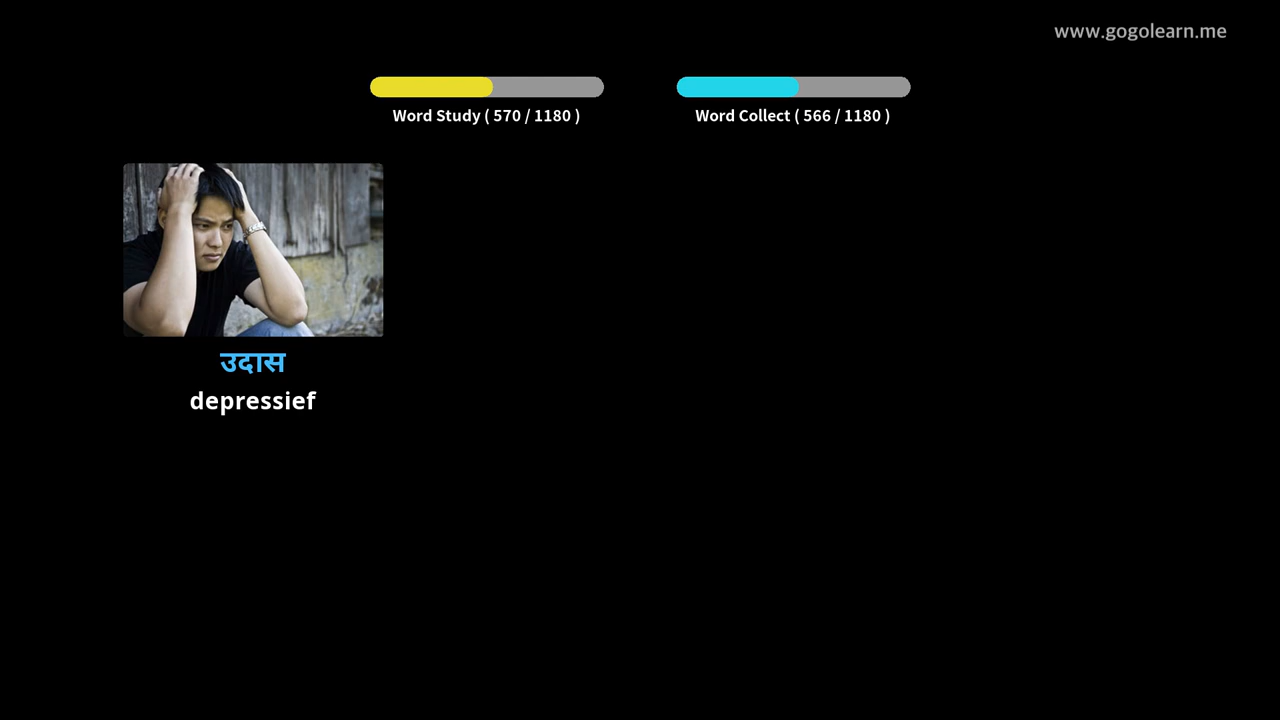 www.gogolearn.me
Word Study ( 570 / 1180 )
Word Collect ( 566 / 1180 )
उदास
depressief